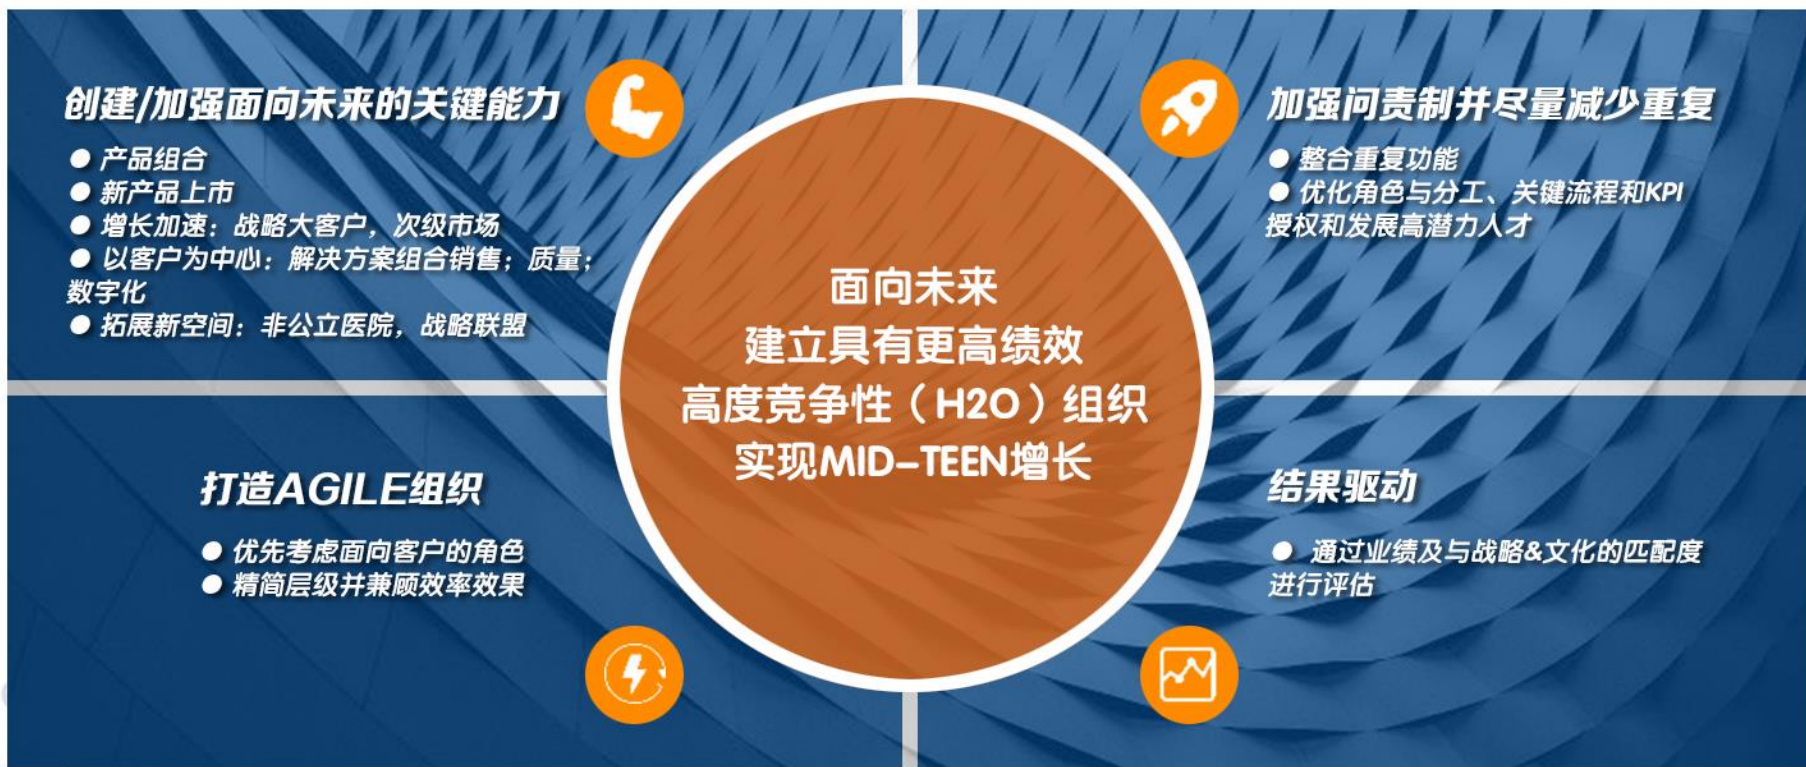 创建/加强面向未来的关键能力
● 产品组合
● 新产品上市
● 增长加速：战略大客户，次级市场
● 以客户为中心：解决方案组合销售；质量；
数字化
● 拓展新空间：非公立医院，战略联盟
加强问责制并尽量减少重复
● 整合重复功能
● 优化角色与分工、关键流程和KPI
授权和发展高潜力人才
面向未来
建立具有更高绩效
高度竞争性（H2O）组织
实现MID-TEEN增长
打造AGILE组织
● 优先考虑面向客户的角色
● 精简层级并兼顾效率效果
结果驱动
● 通过业绩及与战略&文化的匹配度
进行评估